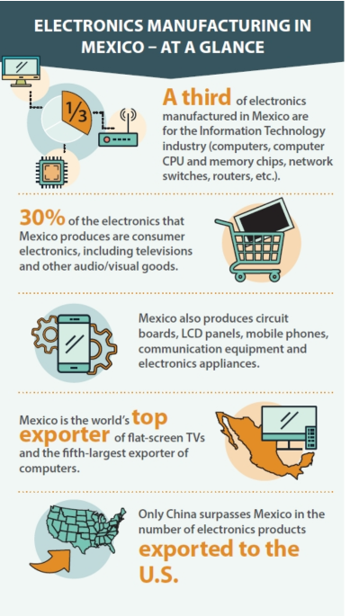 ELECTRONICS MANUFACTURING IN
MEXICO – AT A GLANCE
1/3
A third of electronics
manufactured in Mexico are
for the Information Technology
industry (computers, computer
CPU and memory chips, network
switches, routers, etc.).
30% of the electronics that
Mexico produces are consumer
electronics, including televisions
and other audio/visual goods.
Mexico also produces circuit
boards, LCD panels, mobile phones,
communication equipment and
electronics appliances.
Mexico is the world's top
exporter of flat-screen TVs
and the fifth-largest exporter of
computers.
Only China surpasses Mexico in the
number of electronics products
exported to the
U.S.